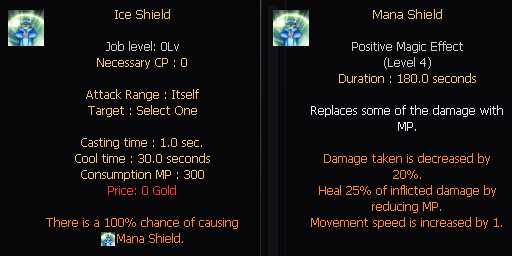 Ice Shield
Job level: 0Lv
Necessary CP : 0
Attack Range : Itself
Target : Select One
Casting time : 1.0 sec.
Cool time : 30.0 seconds
Consumption MP : 300
Price: 0 Gold
There is a 100% chance of causing
Mana Shield.
Mana Shield
Positive Magic Effect
(Level 4)
Duration : 180.0 seconds
Replaces some of the damage with
MP.
Damage taken is decreased by
20%.
Heal 25% of inflicted damage by
reducing MP.
Movement speed is increased by 1.